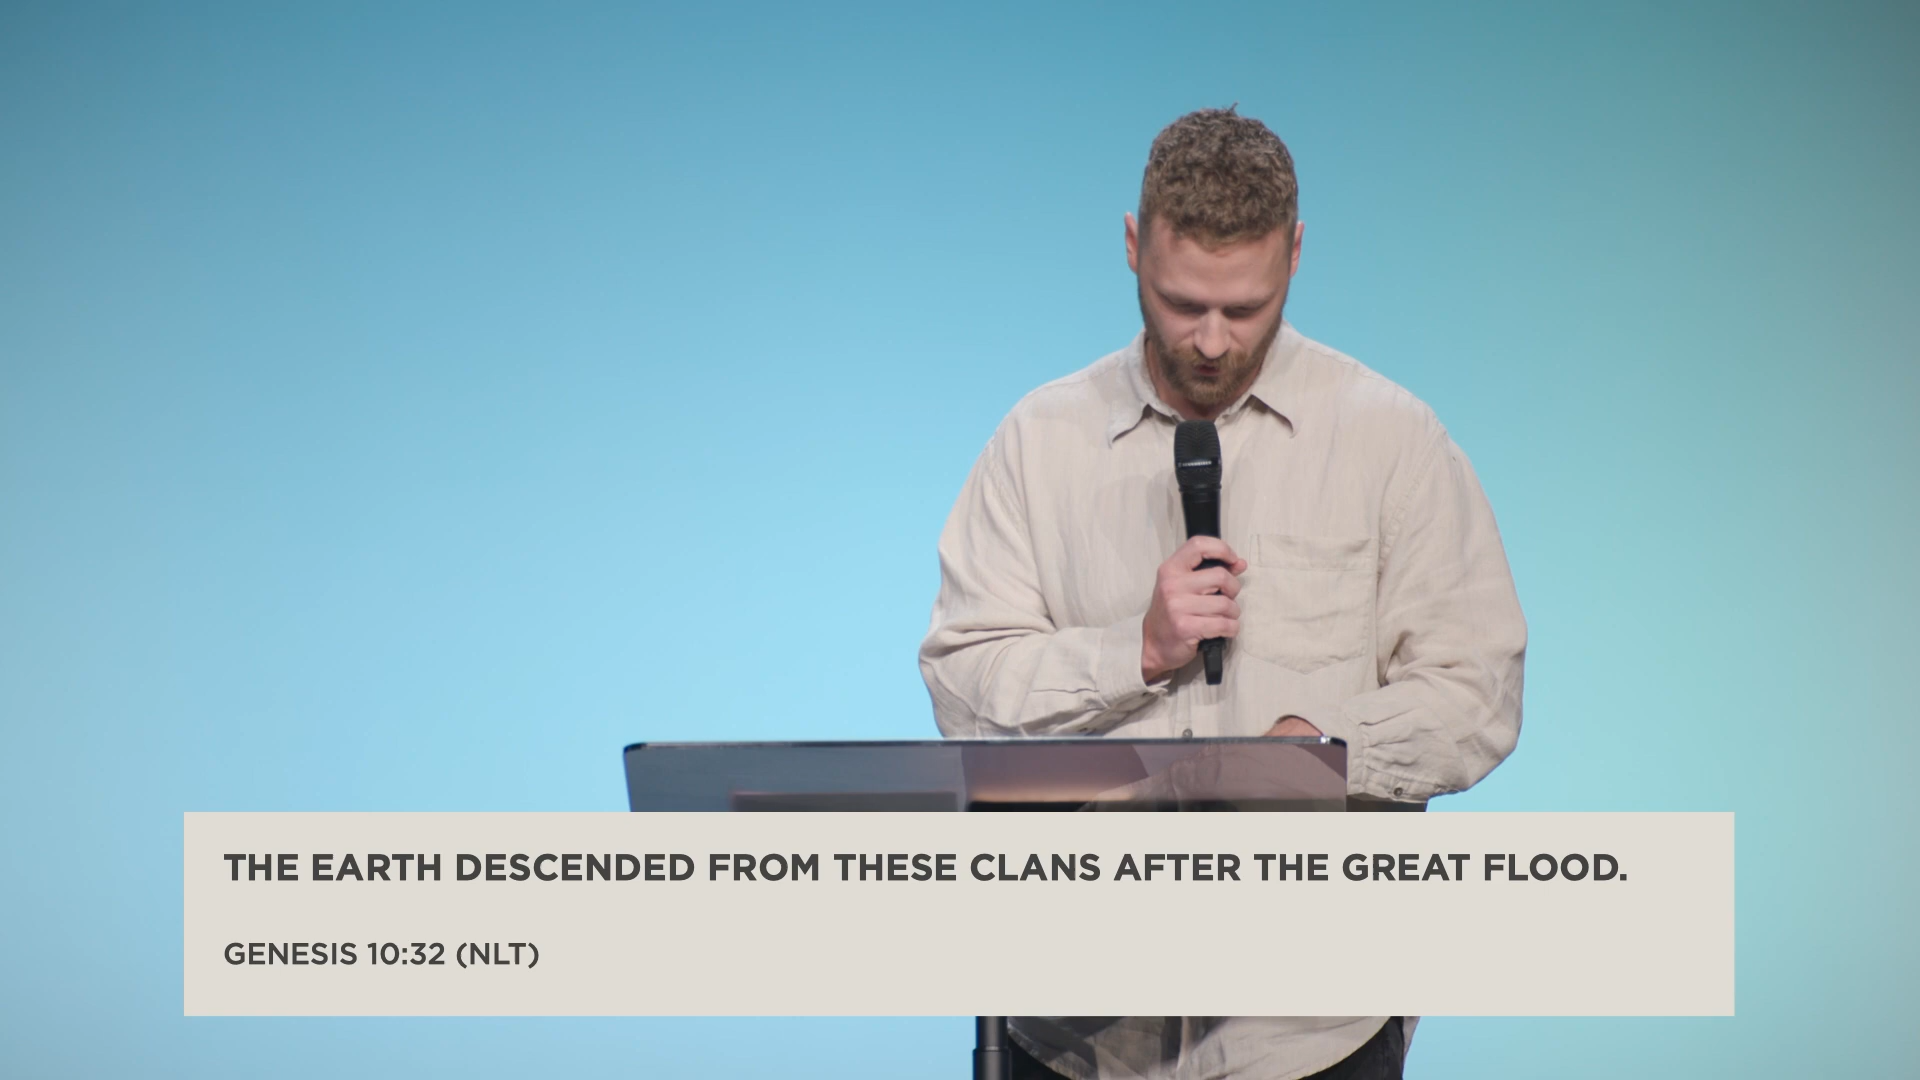 THE EARTH DESCENDED FROM THESE CLANS AFTER THE GREAT FLOOD.
GENESIS 10:32 (NLT)